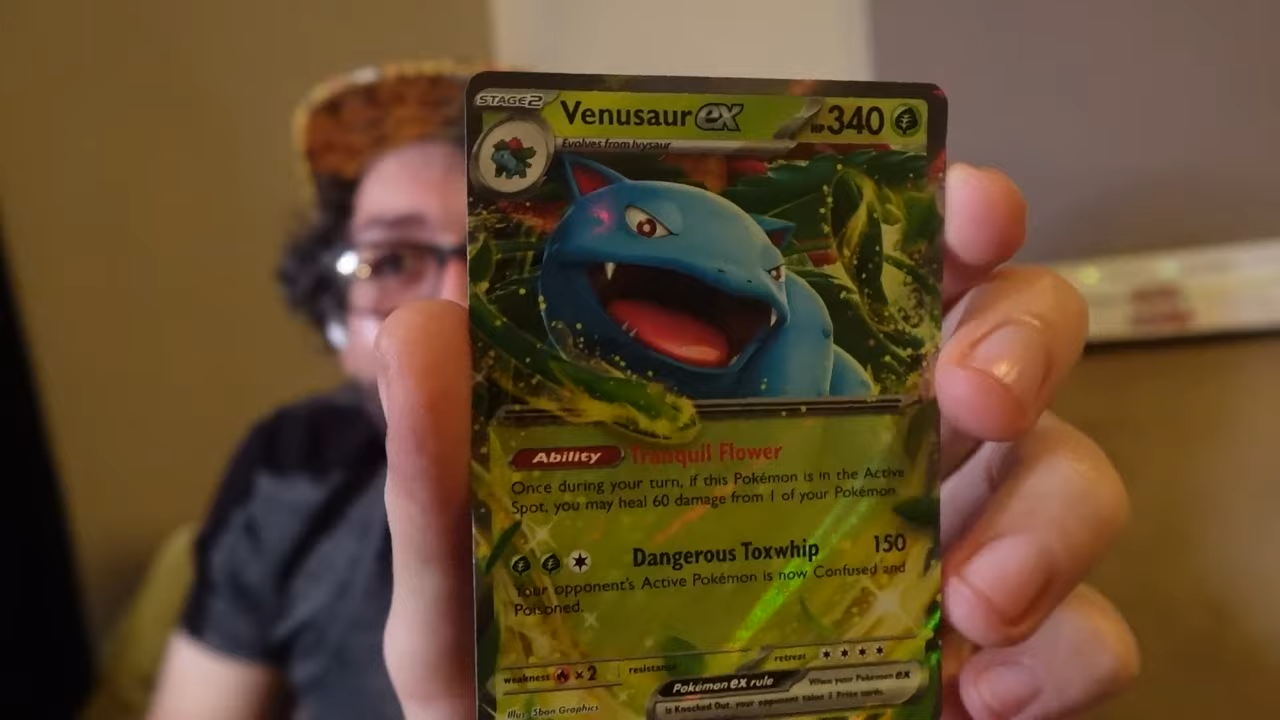 STAGE2
Venusaur ex HP 340
Evolves from Ivysaur
Ability Tranquil Flower
Once during your turn, if this Pokémon is in the Active
Spot, you may heal 60 damage from 1 of your Pokémon.
Dangerous Toxwhip 150
Your opponent's Active Pokémon is now Confused and
Poisoned.
weakness ×2 resistance retreat
Pokémon ex rule When your Pokémon ex
is Knocked Out, your opponent takes 2 Prize cards.
Illus. 5ban Graphics